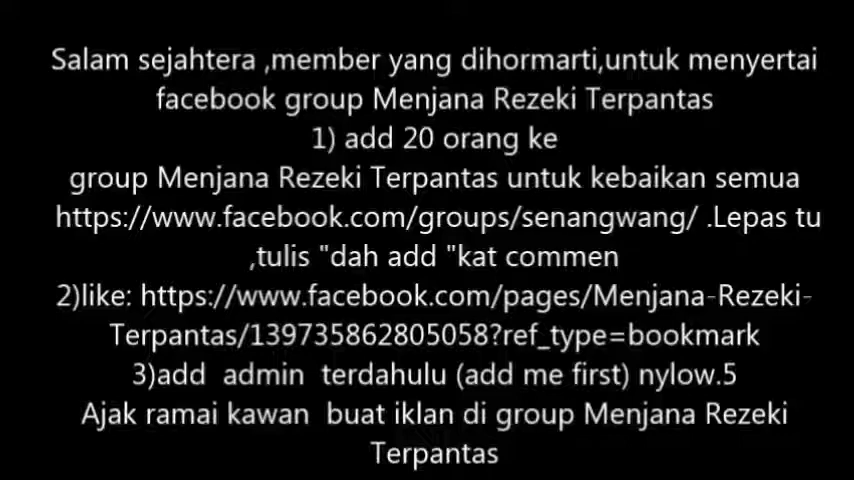 Salam sejahtera ,member yang dihormarti,untuk menyertai
facebook group Menjana Rezeki Terpantas
1) add 20 orang ke
group Menjana Rezeki Terpantas untuk kebaikan semua
https://www.facebook.com/groups/senangwang/ .Lepas tu
,tulis "dah add "kat commen
2)like: https://www.facebook.com/pages/Menjana-Rezeki-
Terpantas/139735862805058?ref_type=bookmark
3)add  admin  terdahulu (add me first) nylow.5
Ajak ramai kawan  buat iklan di group Menjana Rezeki
Terpantas